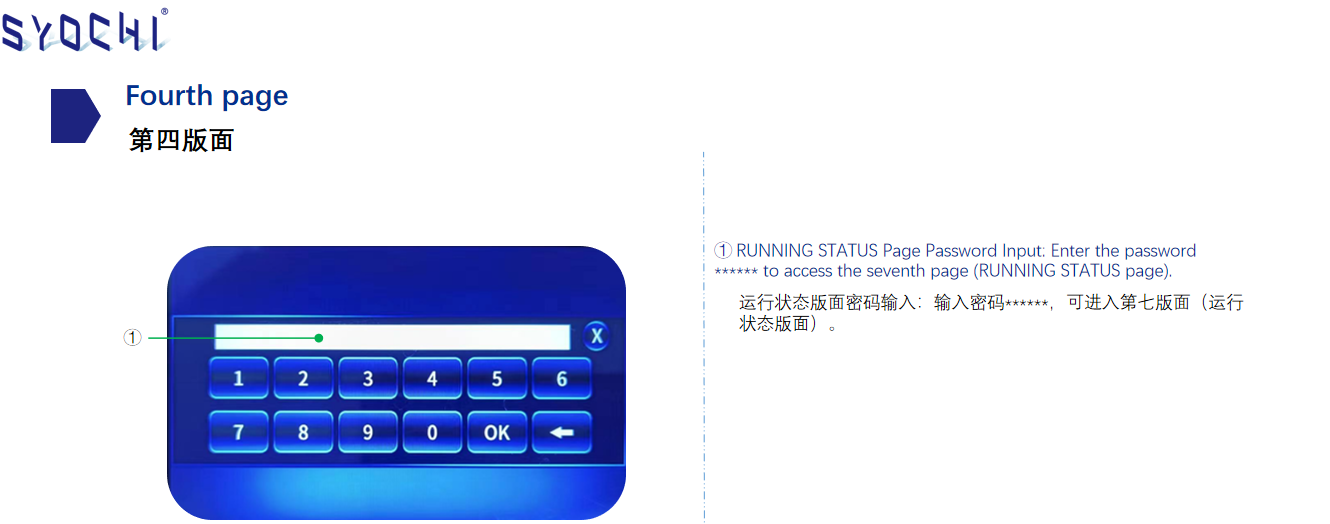 SYOCHI®
Fourth page
第四版面
① RUNNING STATUS Page Password Input: Enter the password
****** to access the seventh page (RUNNING STATUS page).
运行状态版面密码输入：输入密码******，可进入第七版面（运行
状态版面）。
①
X
1 2 3 4 5 6
7 8 9 0 OK ←